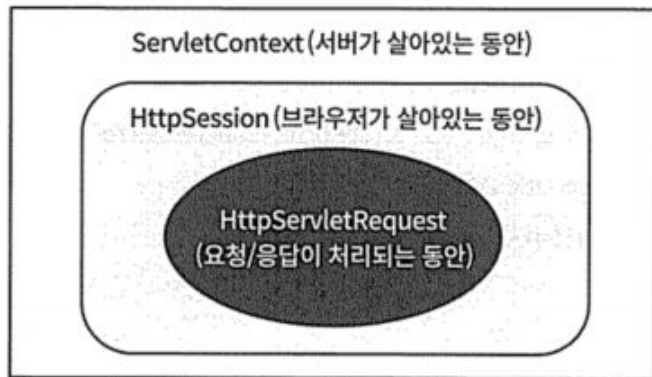 ServletContext (서버가 살아있는 동안)
HttpSession (브라우저가 살아있는 동안)
HttpServletRequest
(요청/응답이 처리되는 동안)